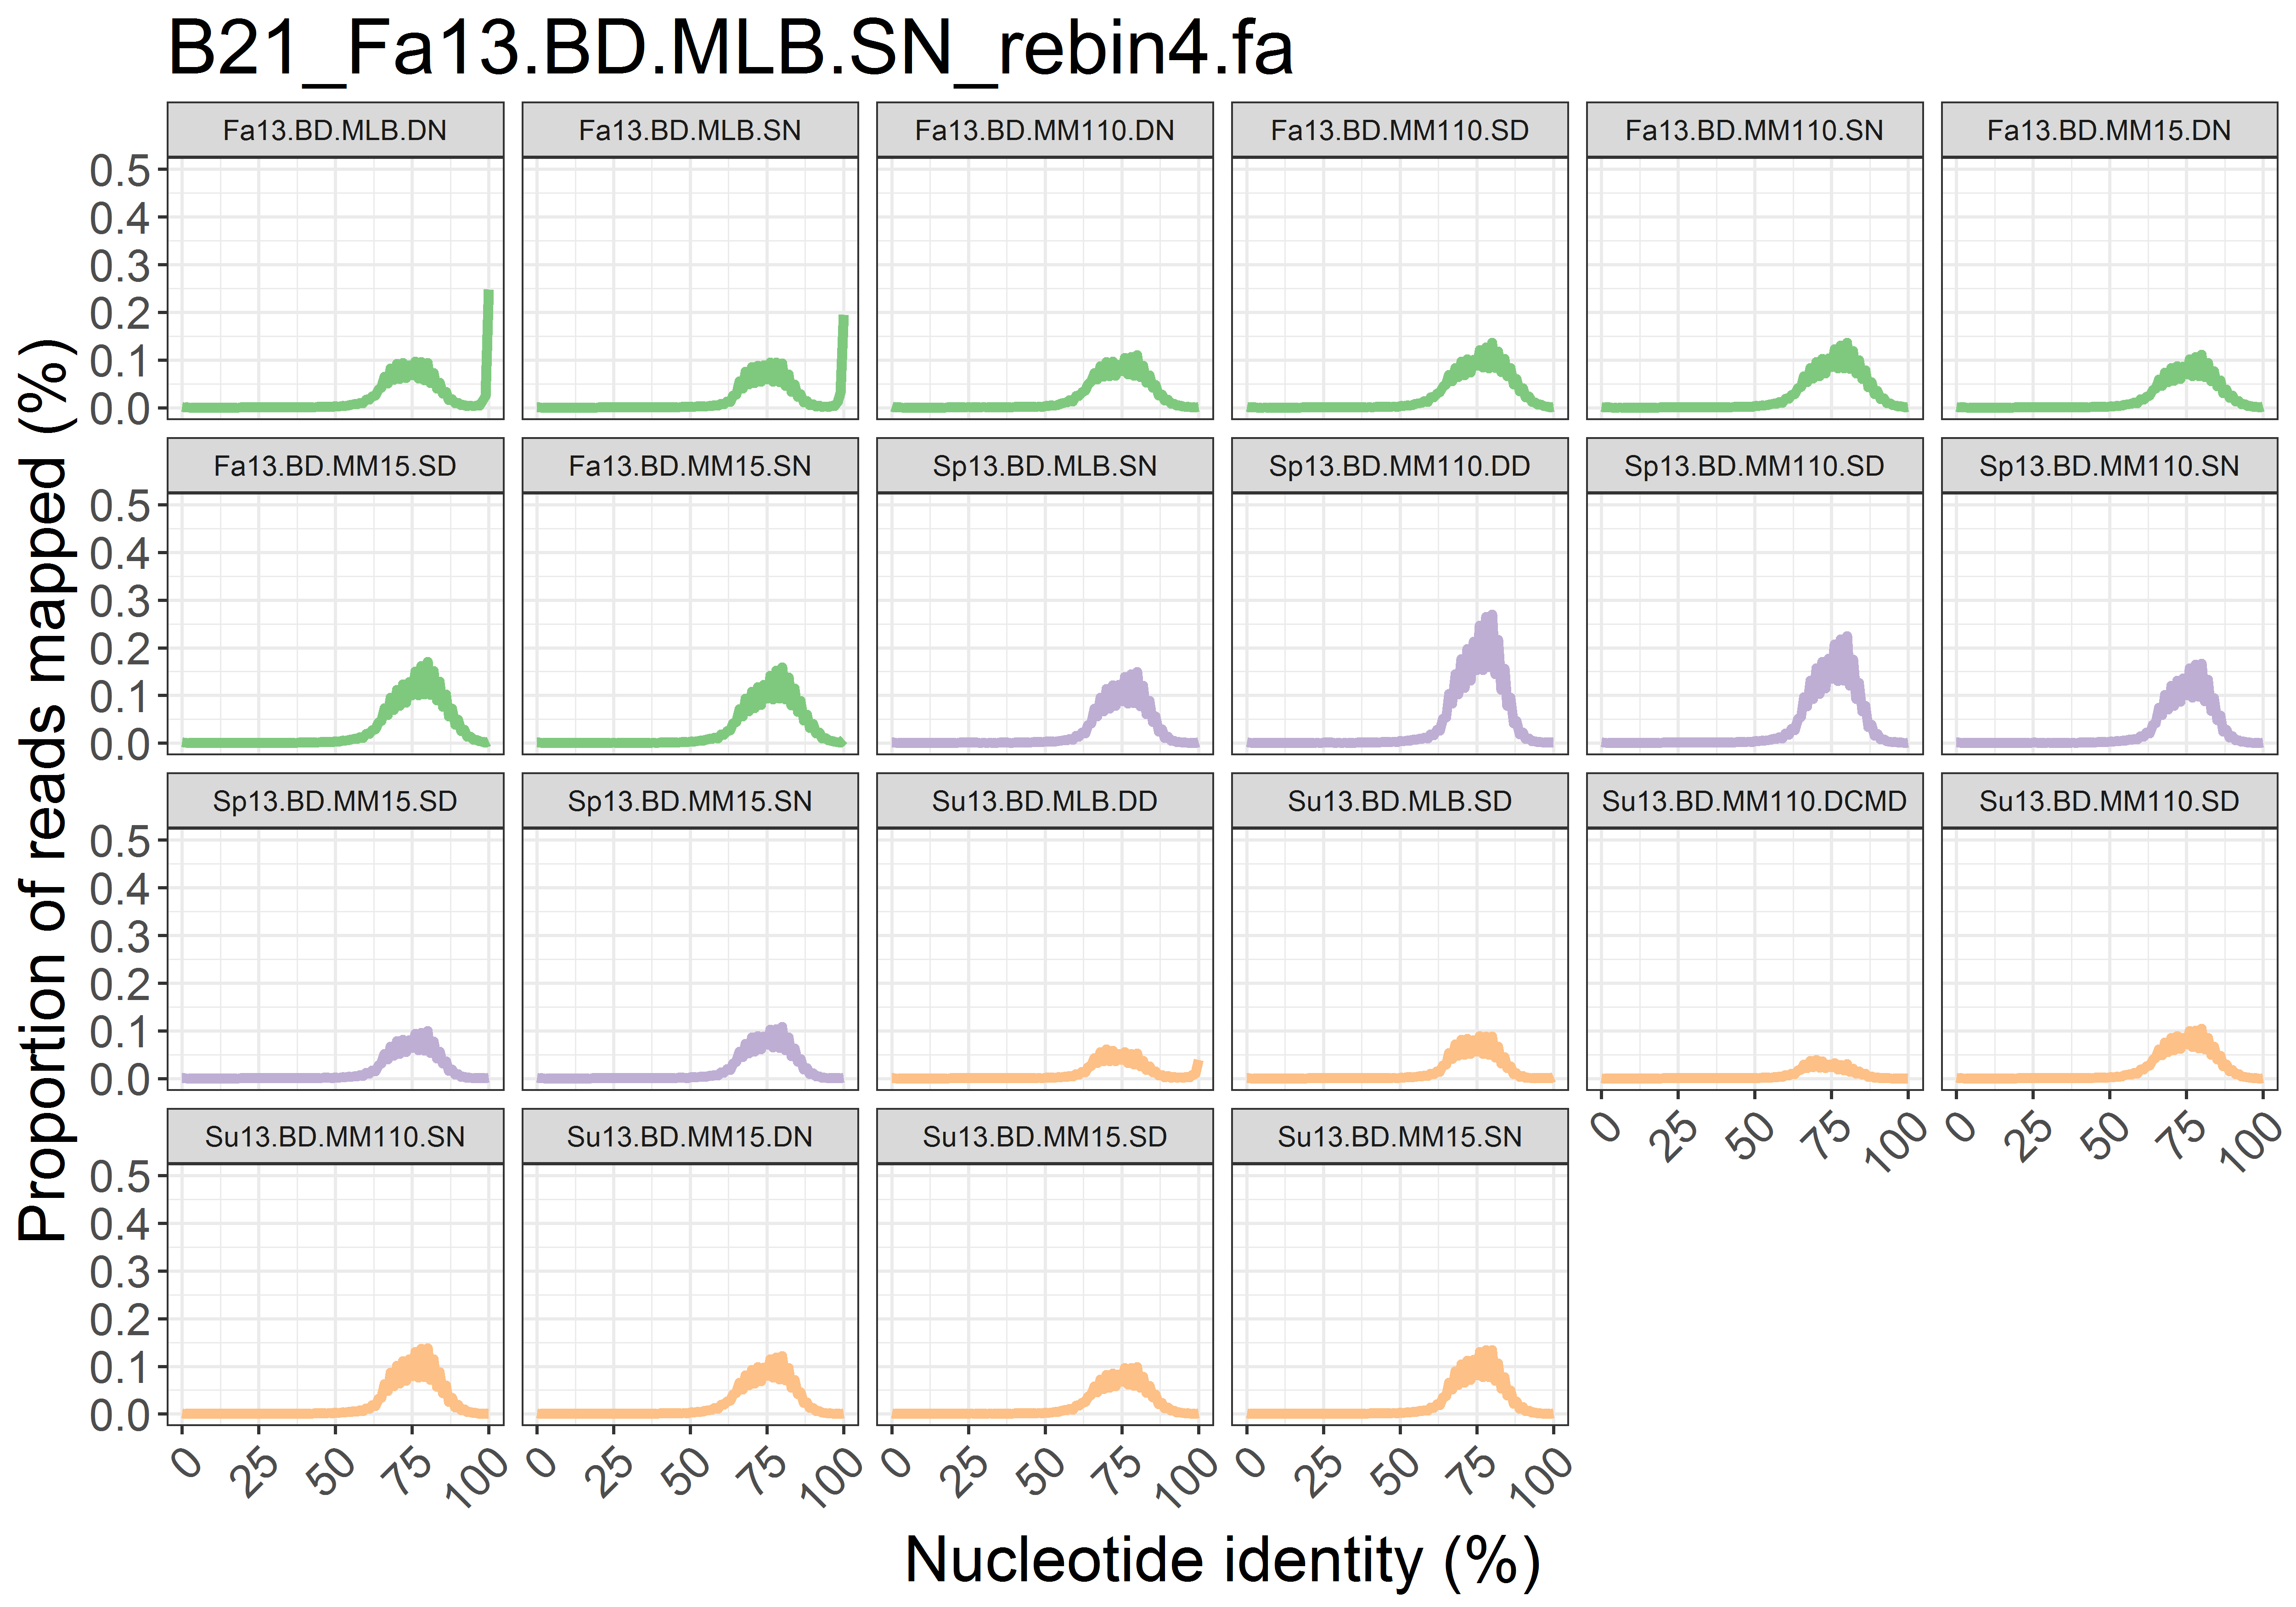 B21_Fa13.BD.MLB.SN_rebin4.fa
Fa13.BD.MLB.DN Fa13.BD.MLB.SN Fa13.BD.MM110.DN Fa13.BD.MM110.SD Fa13.BD.MM110.SN Fa13.BD.MM15.DN
0.5
0.4
0.3
0.2
0.1
0.0
Fa13.BD.MM15.SD Fa13.BD.MM15.SN Sp13.BD.MLB.SN Sp13.BD.MM110.DD Sp13.BD.MM110.SD Sp13.BD.MM110.SN
0.5
0.4
0.3
0.2
0.1
0.0
Sp13.BD.MM15.SD Sp13.BD.MM15.SN Su13.BD.MLB.DD Su13.BD.MLB.SD Su13.BD.MM110.DCMD Su13.BD.MM110.SD
0.5
0.4
0.3
0.2
0.1
0.0
0 25 50 75 100 0 25 50 75 100
Su13.BD.MM110.SN Su13.BD.MM15.DN Su13.BD.MM15.SD Su13.BD.MM15.SN
0.5
0.4
0.3
0.2
0.1
0.0
0 25 50 75 100 0 25 50 75 100 0 25 50 75 100 0 25 50 75 100
Nucleotide identity (%)
Proportion of reads mapped (%)